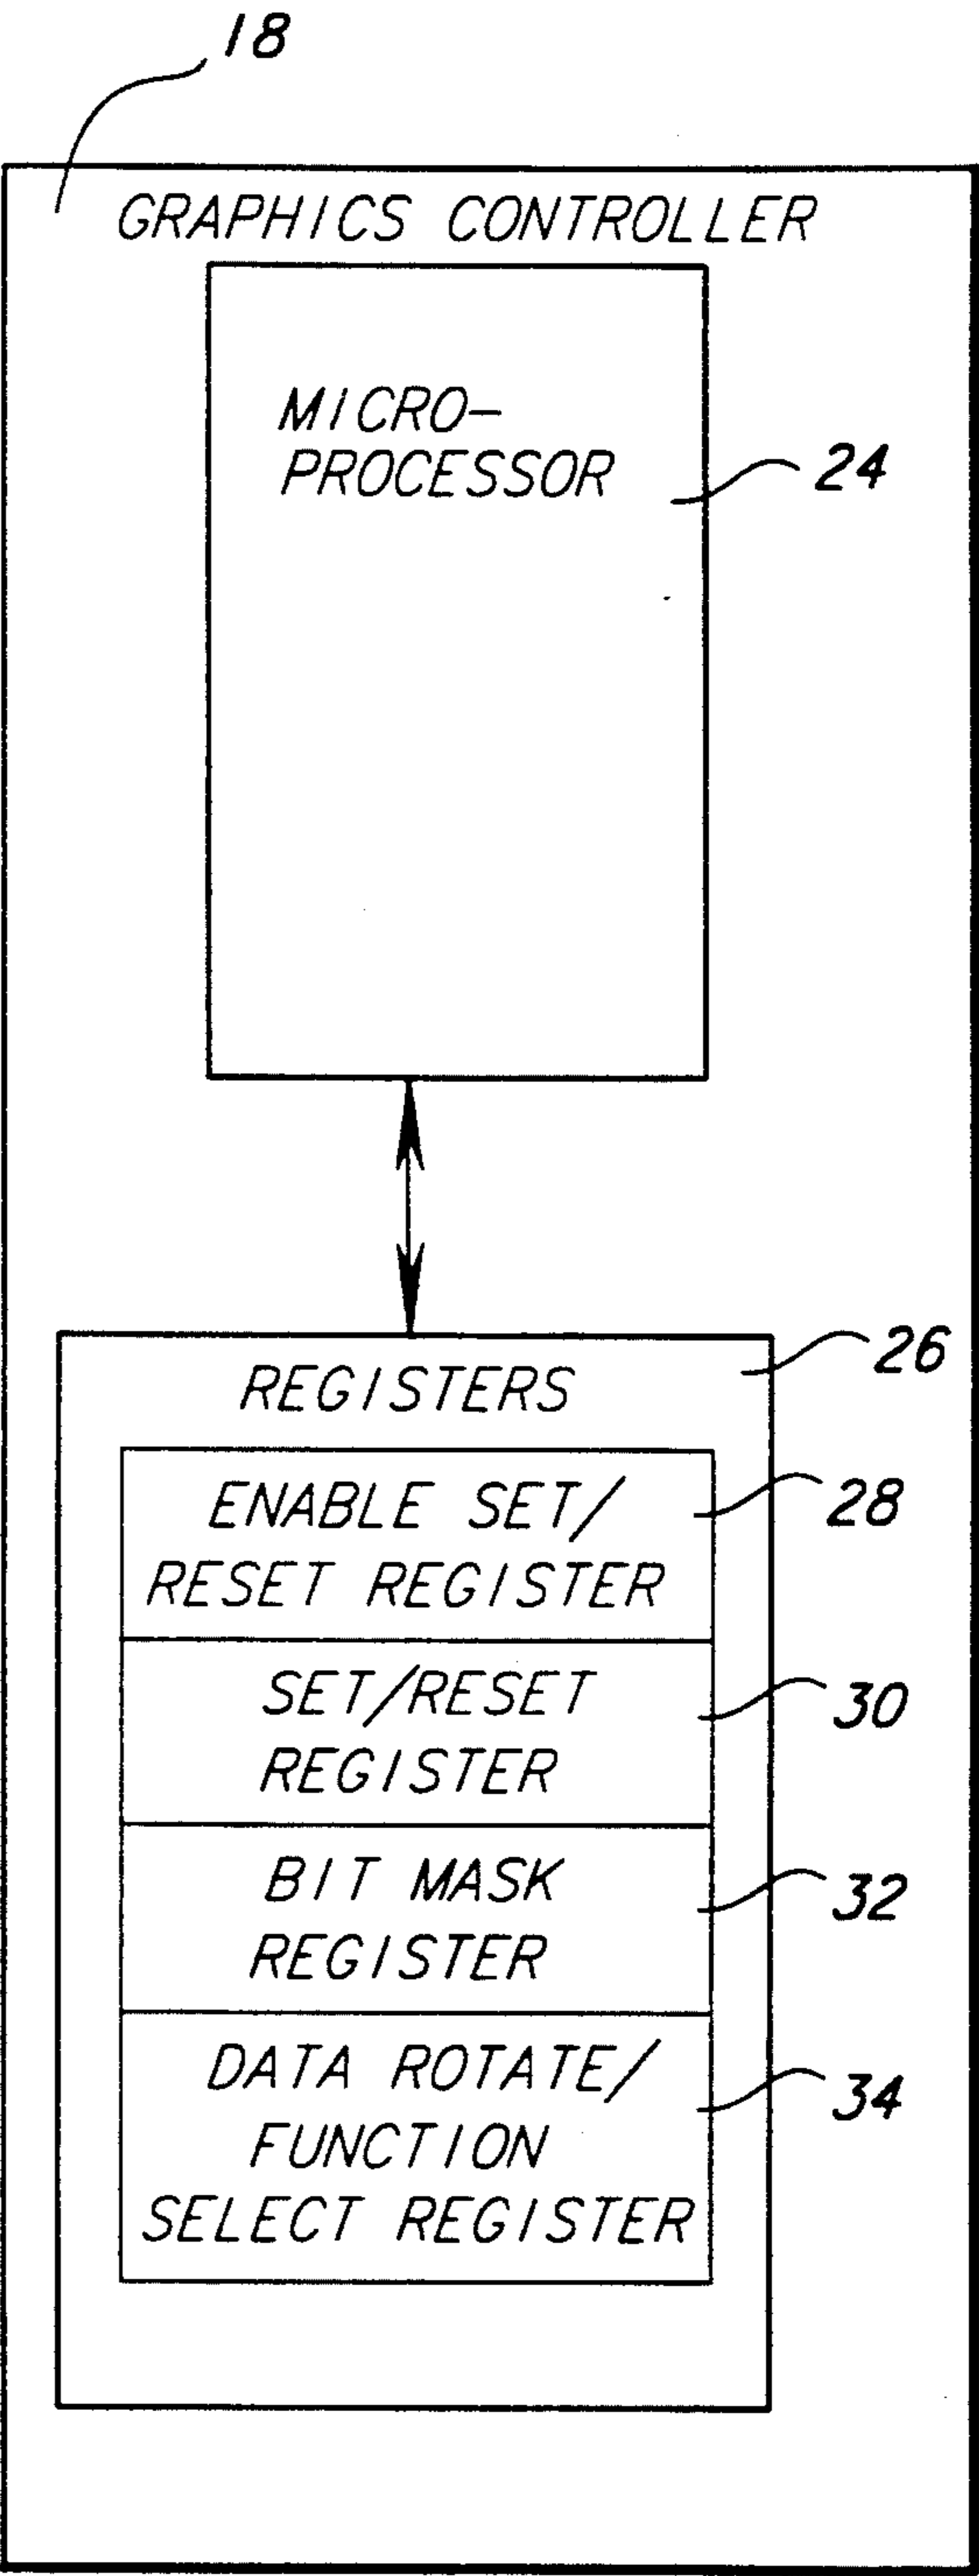 18
GRAPHICS CONTROLLER
MICRO-
PROCESSOR
24
26
REGISTERS
ENABLE SET/
RESET REGISTER
28
SET/RESET
REGISTER
30
BIT MASK
REGISTER
32
DATA ROTATE/
FUNCTION
SELECT REGISTER
34